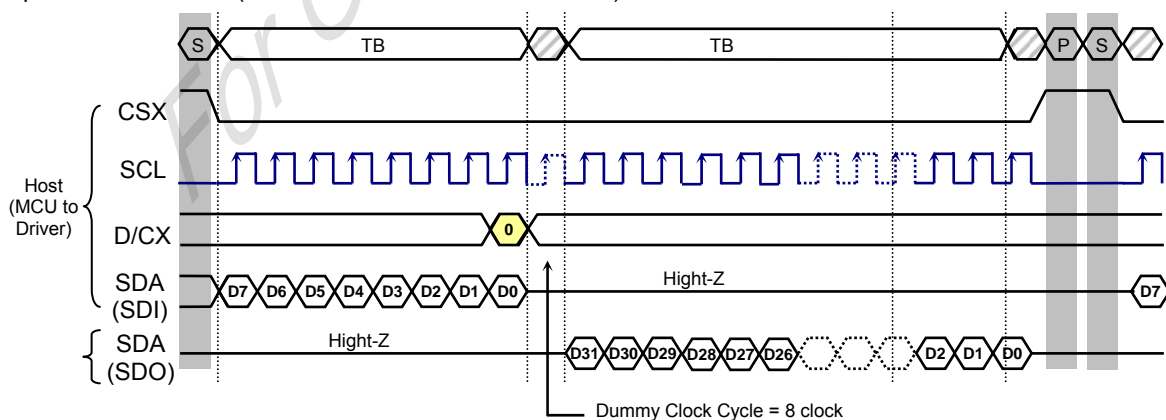 S TB TB P S
CSX
SCL
Host
(MCU to
Driver)
D/CX 0
SDA
(SDI)
D7 D6 D5 D4 D3 D2 D1 D0 Hight-Z D7
SDA
(SDO)
Hight-Z D31 D30 D29 D28 D27 D26 D2 D1 D0
Dummy Clock Cycle = 8 clock
For